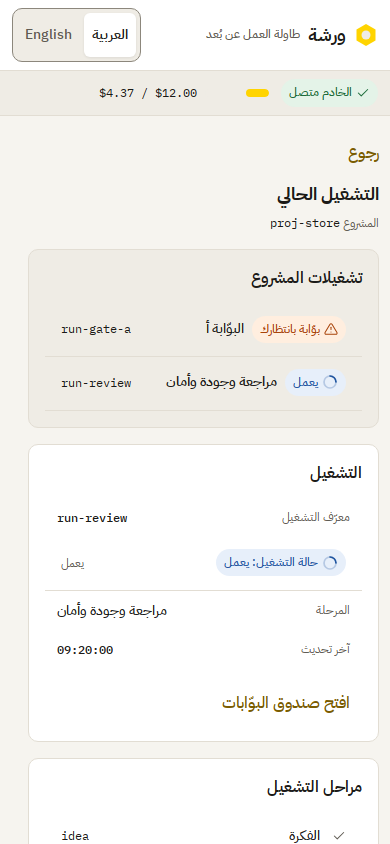 ورشة طاولة العمل عن بُعد العربية English
الخادم متصل $4.37 / $12.00
رجوع
التشغيل الحالي
المشروع proj-store
تشغيلات المشروع
بوّابة بانتظارك البوّابة أ run-gate-a
يعمل مراجعة وجودة وأمان run-review
التشغيل
معرّف التشغيل run-review
حالة التشغيل: يعمل يعمل
المرحلة مراجعة وجودة وأمان
آخر تحديث 09:20:00
افتح صندوق البوّابات
مراحل التشغيل
الفكرة idea